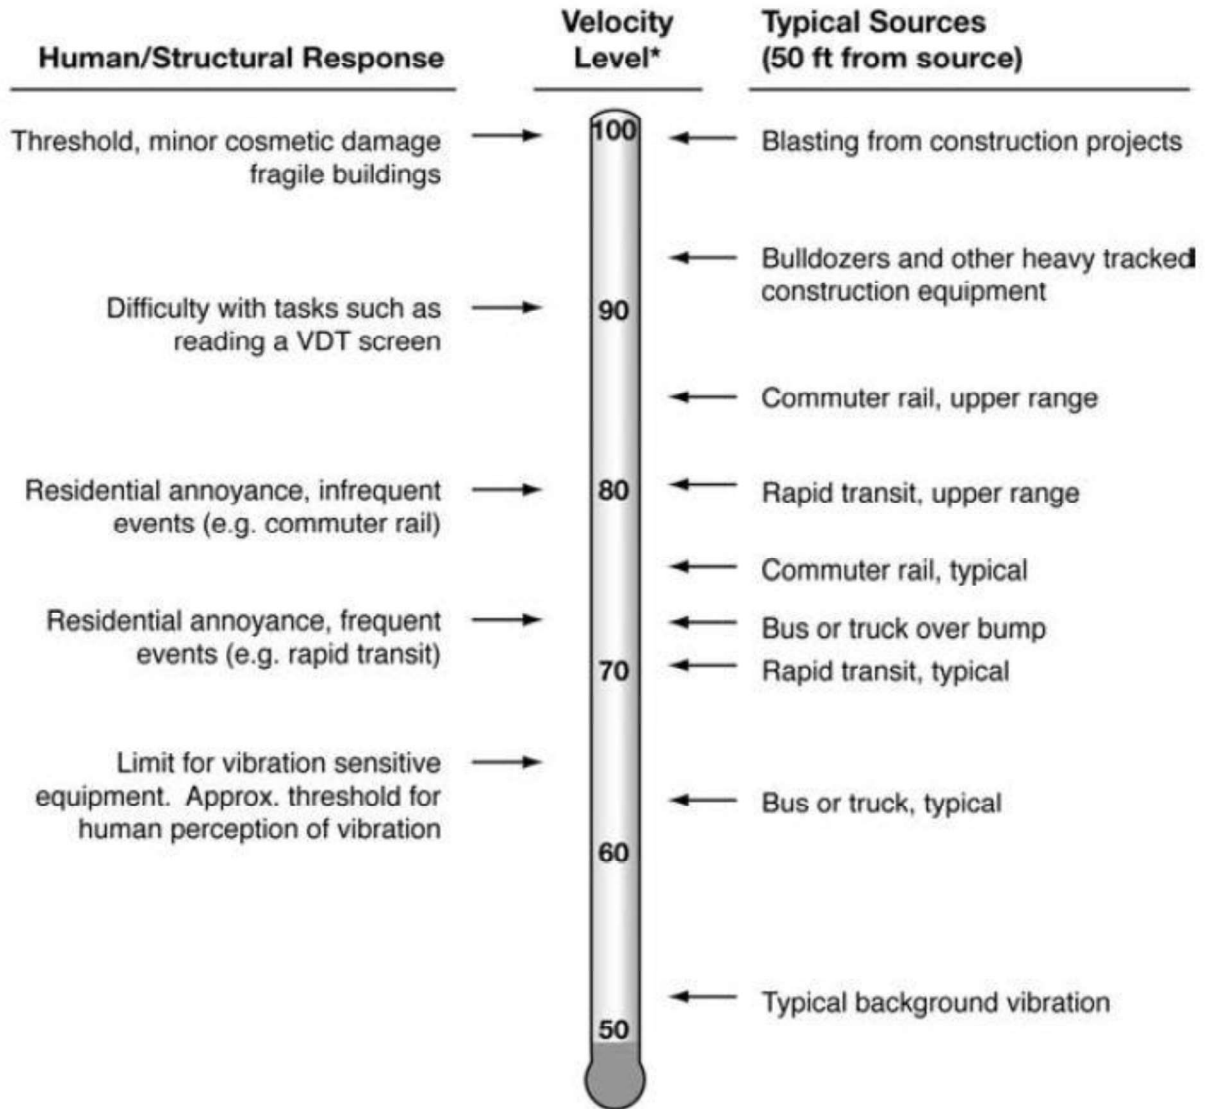 Human/Structural Response
Velocity
Level*
Typical Sources
(50 ft from source)
Threshold, minor cosmetic damage
fragile buildings
100
Blasting from construction projects
Bulldozers and other heavy tracked
construction equipment
Difficulty with tasks such as
reading a VDT screen
90
Commuter rail, upper range
Residential annoyance, infrequent
events (e.g. commuter rail)
80
Rapid transit, upper range
Commuter rail, typical
Residential annoyance, frequent
events (e.g. rapid transit)
Bus or truck over bump
70
Rapid transit, typical
Limit for vibration sensitive
equipment. Approx. threshold for
human perception of vibration
Bus or truck, typical
60
Typical background vibration
50